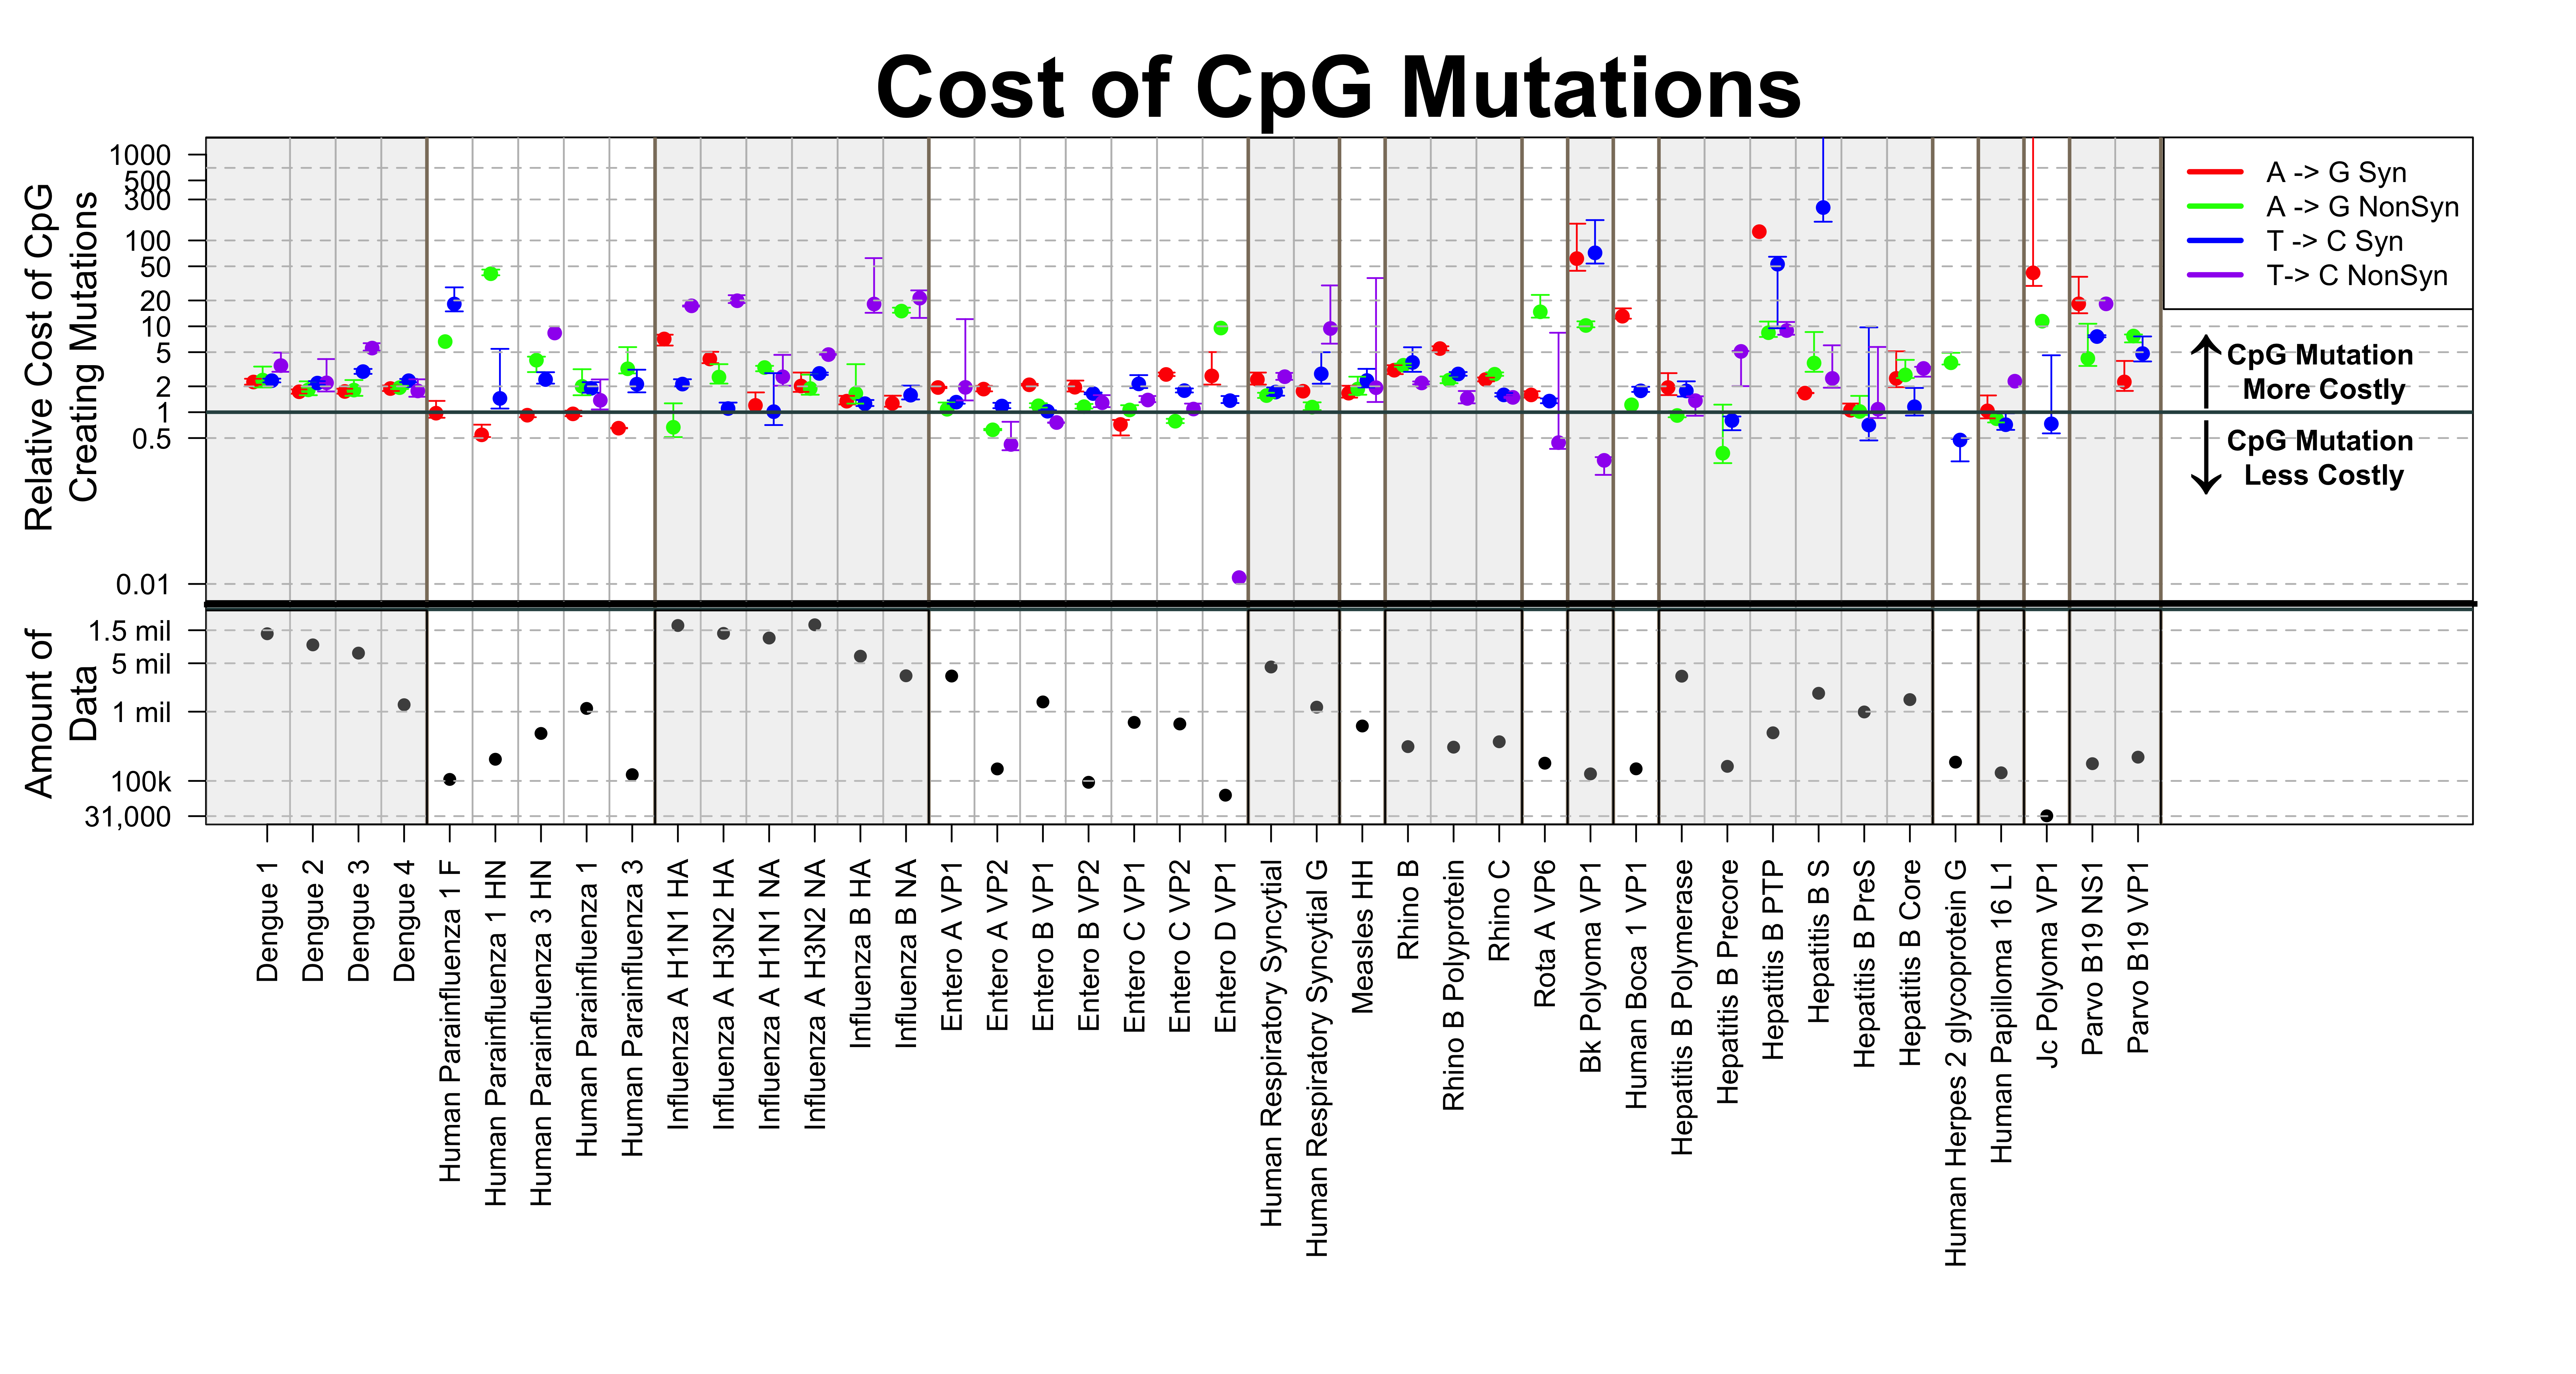 Cost of CpG Mutations
Relative Cost of CpG
Creating Mutations
1000
500
300
100
50
20
10
5
2
1
0.5
0.01
A -> G Syn
A -> G NonSyn
T -> C Syn
T-> C NonSyn
CpG Mutation
More Costly
CpG Mutation
Less Costly
Amount of
Data
1.5 mil
5 mil
1 mil
100k
31,000
Dengue 1
Dengue 2
Dengue 3
Dengue 4
Human Parainfluenza 1 F
Human Parainfluenza 1 HN
Human Parainfluenza 3 HN
Human Parainfluenza 1
Human Parainfluenza 3
Influenza A H1N1 HA
Influenza A H3N2 HA
Influenza A H1N1 NA
Influenza A H3N2 NA
Influenza B HA
Influenza B NA
Entero A VP1
Entero A VP2
Entero B VP1
Entero B VP2
Entero C VP1
Entero C VP2
Entero D VP1
Human Respiratory Syncytial
Human Respiratory Syncytial G
Measles HH
Rhino B
Rhino B Polyprotein
Rhino C
Rota A VP6
Bk Polyoma VP1
Human Boca 1 VP1
Hepatitis B Polymerase
Hepatitis B Precore
Hepatitis B PTP
Hepatitis B S
Hepatitis B PreS
Hepatitis B Core
Human Herpes 2 glycoprotein G
Human Papilloma 16 L1
Jc Polyoma VP1
Parvo B19 NS1
Parvo B19 VP1